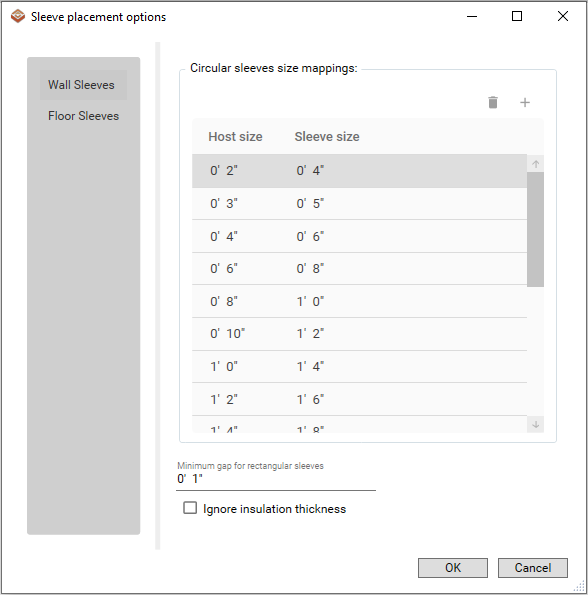 Sleeve placement options
Wall Sleeves
Floor Sleeves
Circular sleeves size mappings:
Host size Sleeve size
0' 2" 0' 4"
0' 3" 0' 5"
0' 4" 0' 6"
0' 6" 0' 8"
0' 8" 1' 0"
0' 10" 1' 2"
1' 0" 1' 4"
1' 2" 1' 6"
1' 4" 1' 8"
Minimum gap for rectangular sleeves
0' 1"
Ignore insulation thickness
OK Cancel